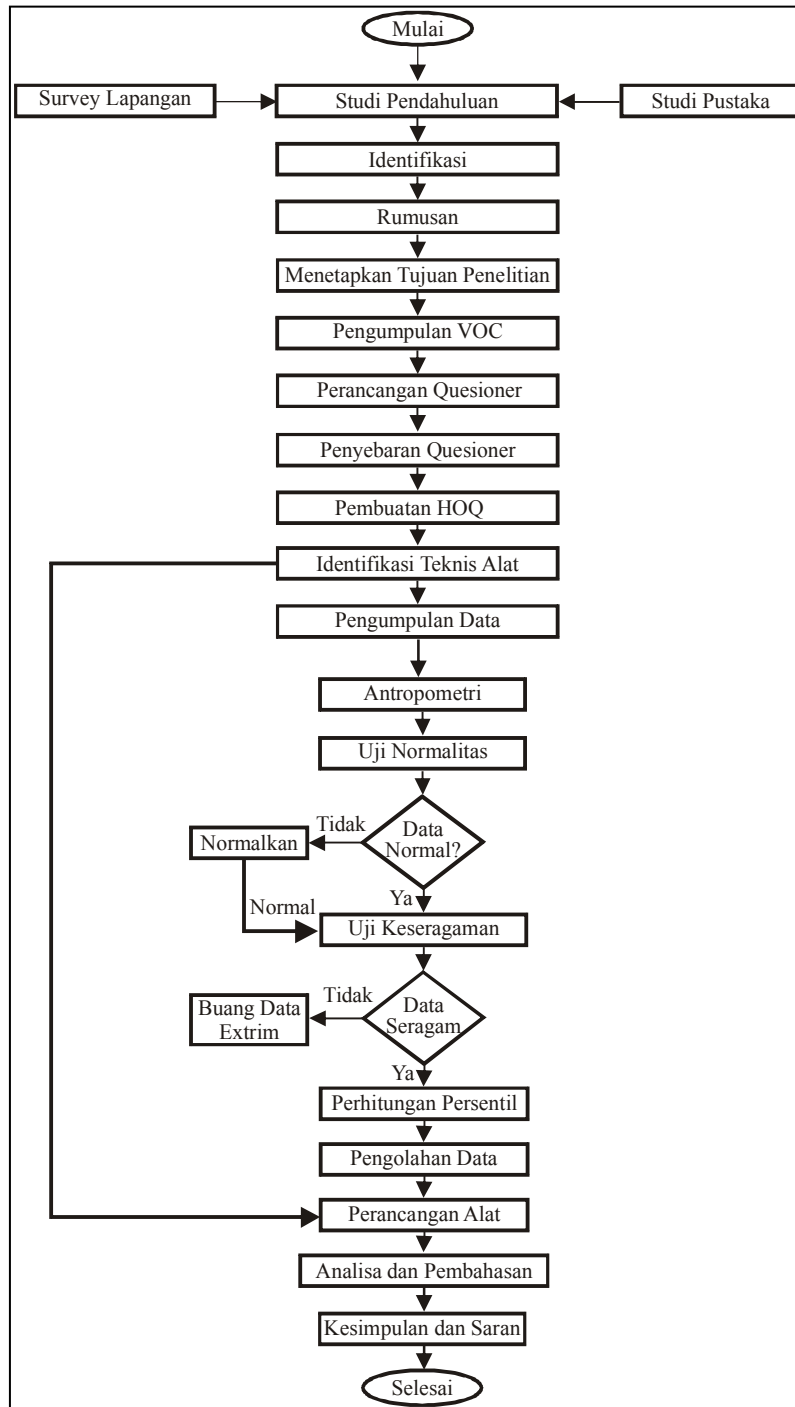 Mulai
Survey Lapangan
Studi Pendahuluan
Studi Pustaka
Identifikasi
Rumusan
Menetapkan Tujuan Penelitian
Pengumpulan VOC
Perancangan Quesioner
Penyebaran Quesioner
Pembuatan HOQ
Identifikasi Teknis Alat
Pengumpulan Data
Antropometri
Uji Normalitas
Data
Normal?
Tidak
Normalkan
Normal
Ya
Uji Keseragaman
Data
Seragam
Tidak
Buang Data
Extrim
Ya
Perhitungan Persentil
Pengolahan Data
Perancangan Alat
Analisa dan Pembahasan
Kesimpulan dan Saran
Selesai